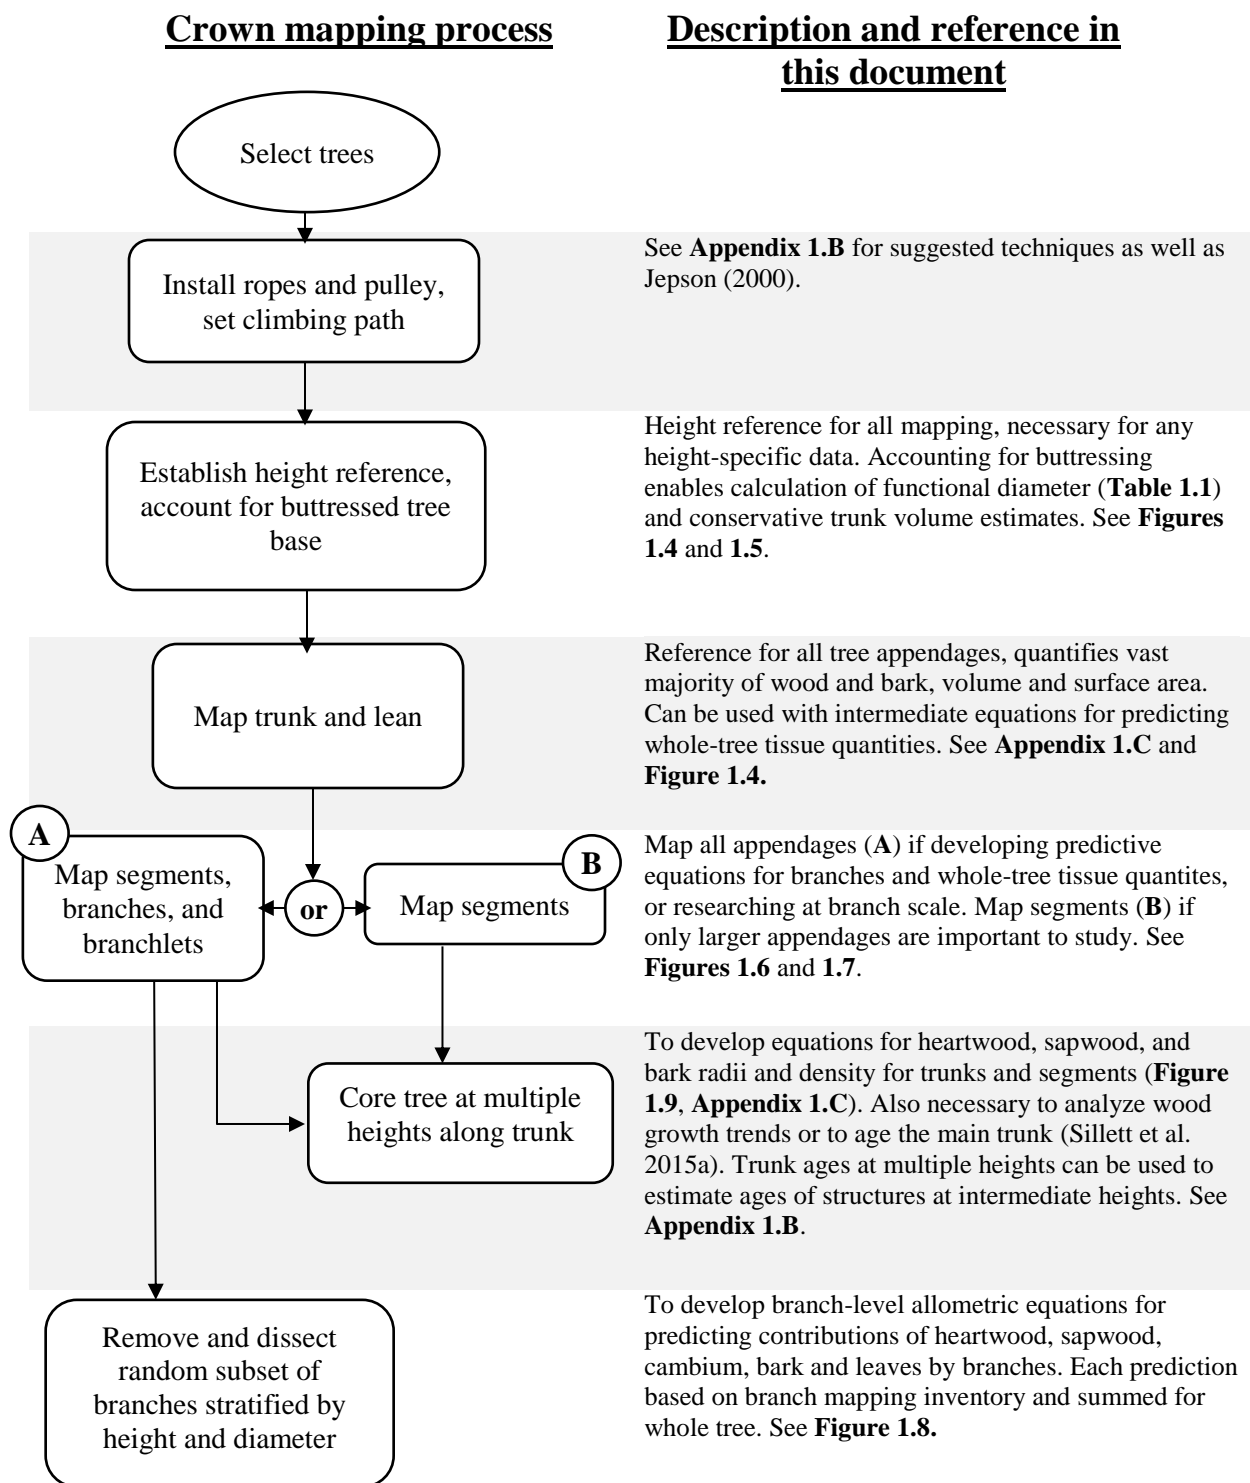 Crown mapping process
Description and reference in
this document
Select trees
Install ropes and pulley,
set climbing path
See Appendix 1.B for suggested techniques as well as
Jepson (2000).
Establish height reference,
account for buttressed tree
base
Height reference for all mapping, necessary for any
height-specific data. Accounting for buttressing
enables calculation of functional diameter (Table 1.1)
and conservative trunk volume estimates. See Figures
1.4 and 1.5.
Map trunk and lean
Reference for all tree appendages, quantifies vast
majority of wood and bark, volume and surface area.
Can be used with intermediate equations for predicting
whole-tree tissue quantities. See Appendix 1.C and
Figure 1.4.
A
Map segments,
branches, and
branchlets
or
B
Map segments
Map all appendages (A) if developing predictive
equations for branches and whole-tree tissue quantites,
or researching at branch scale. Map segments (B) if
only larger appendages are important to study. See
Figures 1.6 and 1.7.
Core tree at multiple
heights along trunk
To develop equations for heartwood, sapwood, and
bark radii and density for trunks and segments (Figure
1.9, Appendix 1.C). Also necessary to analyze wood
growth trends or to age the main trunk (Sillett et al.
2015a). Trunk ages at multiple heights can be used to
estimate ages of structures at intermediate heights. See
Appendix 1.B.
Remove and dissect
random subset of
branches stratified by
height and diameter
To develop branch-level allometric equations for
predicting contributions of heartwood, sapwood,
cambium, bark and leaves by branches. Each prediction
based on branch mapping inventory and summed for
whole tree. See Figure 1.8.